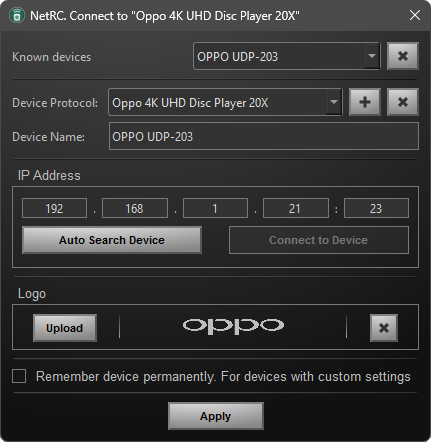 NetRC. Connect to "Oppo 4K UHD Disc Player 20X"
Known devices OPPO UDP-203
Device Protocol: Oppo 4K UHD Disc Player 20X
Device Name: OPPO UDP-203
IP Address
192 . 168 . 1 . 21 : 23
Auto Search Device Connect to Device
Logo
Upload oppo
Remember device permanently. For devices with custom settings
Apply